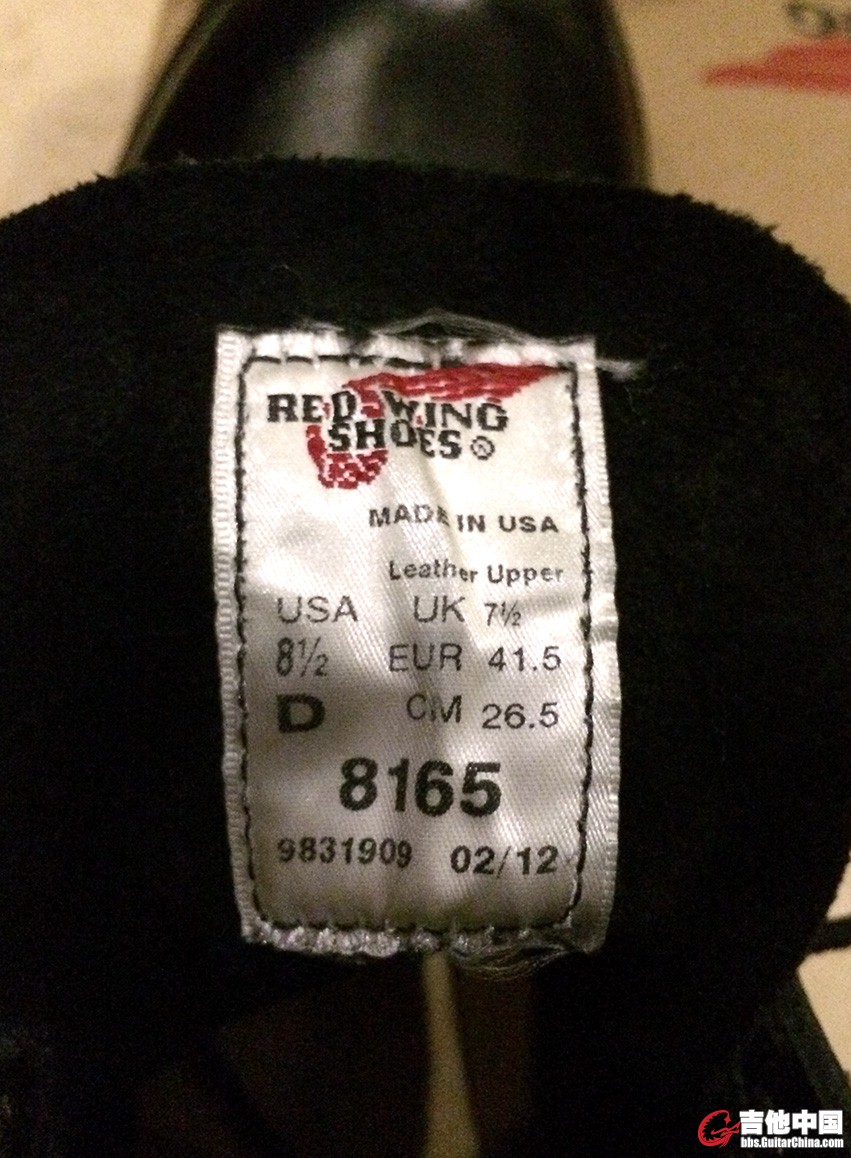 RED WING
SHOES ®
MADE IN USA
Leather Upper
USA UK 7½
8½ EUR 41.5
D CM 26.5
8165
9831909 02/12
吉他中国
bbs.GuitarChina.com